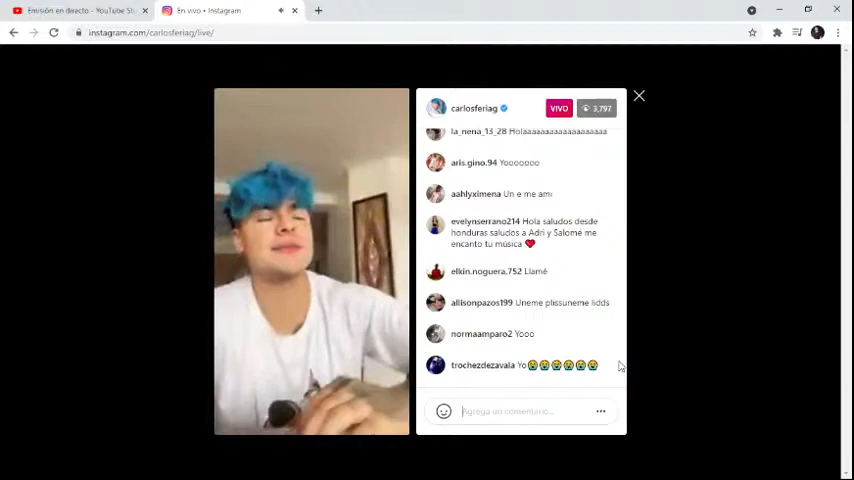 Emisión en directo - YouTube St
En vivo • Instagram
instagram.com/carlosferiag/live/
carlosferiag
VIVO
3,797
la_nena_13_28 Holaaaaaaaaaaaaaaaaaaaa
aris.gino.94 Yooooooo
aahlyximena Un e me ami
evelynserrano214 Hola saludos desde
honduras saludos a Adri y Salomé me
encanto tu música ❤️
elkin.noguera.752 Llamé
allisonpazos199 Uneme plissuneme lidds
normaamparo2 Yooo
trochezdezavala Yo😭😭😭😭😭😭
Agrega un comentario...